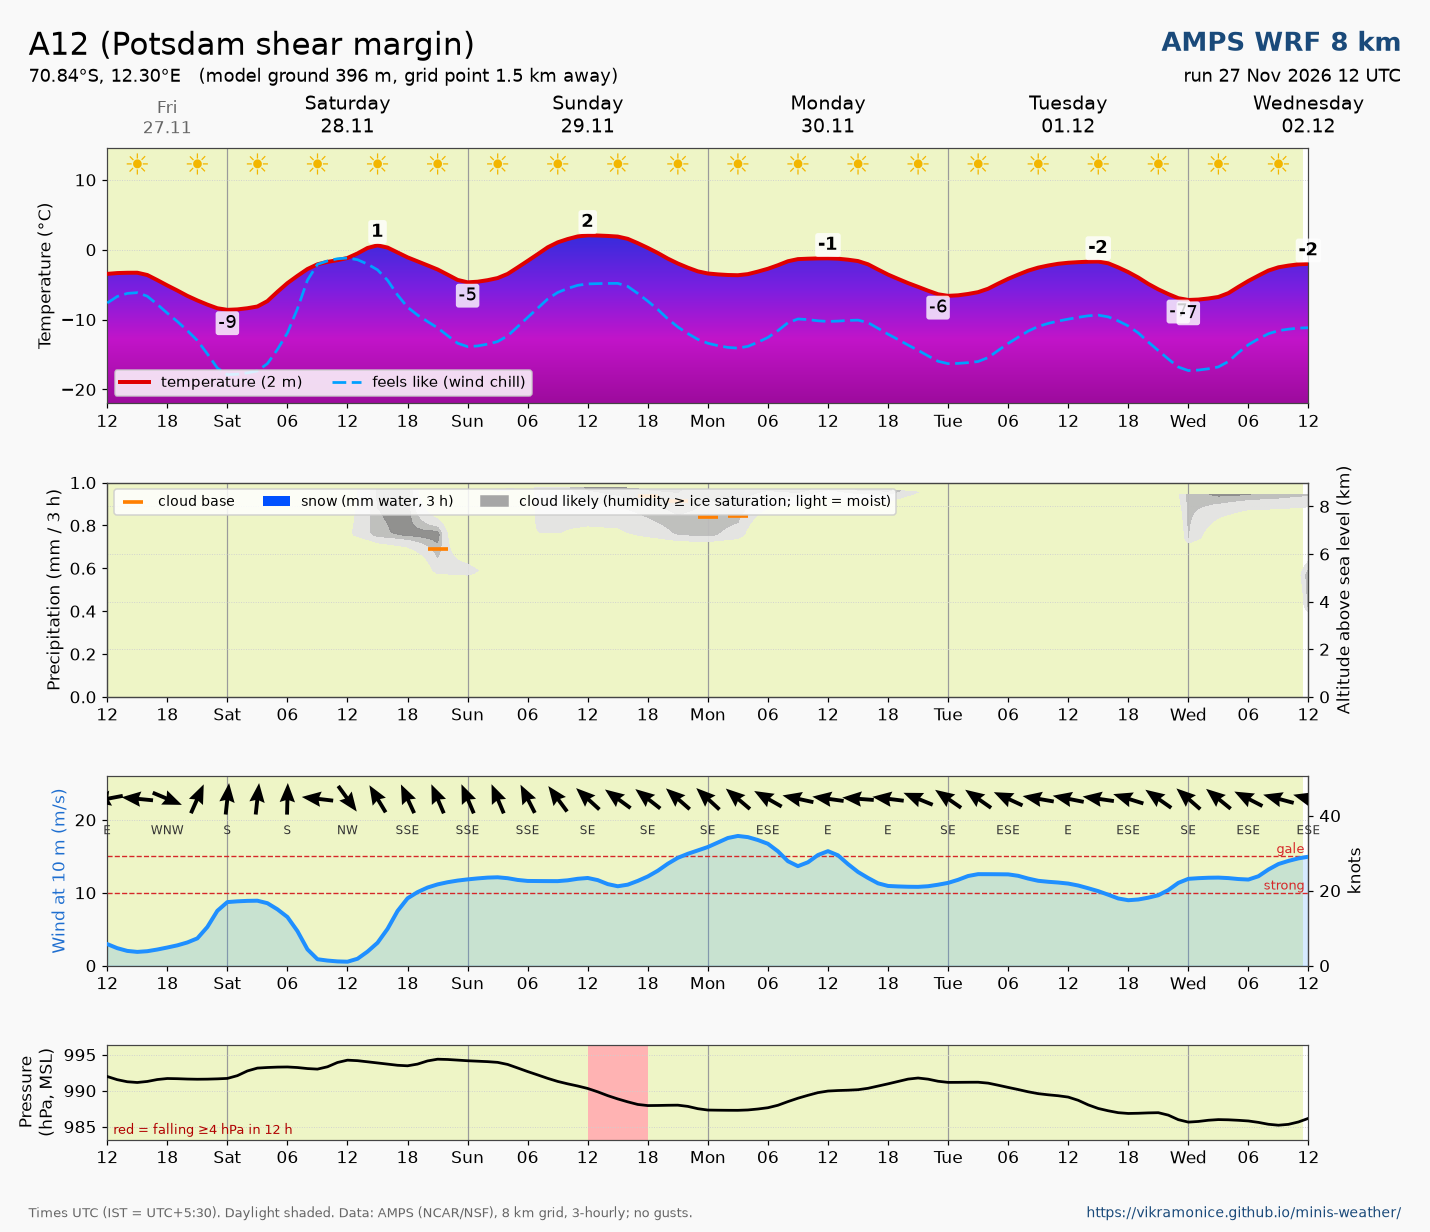 A12 (Potsdam shear margin)
AMPS WRF 8 km
70.84°S, 12.30°E (model ground 396 m, grid point 1.5 km away)
run 27 Nov 2026 12 UTC
Fri
27.11
Saturday
28.11
Sunday
29.11
Monday
30.11
Tuesday
01.12
Wednesday
02.12
Temperature (°C)
10
0
−10
−20
1
2
-1
-2
-2
-9
-5
-6
-7
temperature (2 m)
feels like (wind chill)
12 18 Sat 06 12 18 Sun 06 12 18 Mon 06 12 18 Tue 06 12 18 Wed 06 12
Precipitation (mm / 3 h)
1.0
0.8
0.6
0.4
0.2
0.0
cloud base
snow (mm water, 3 h)
cloud likely (humidity ≥ ice saturation; light = moist)
Altitude above sea level (km)
8
6
4
2
0
12 18 Sat 06 12 18 Sun 06 12 18 Mon 06 12 18 Tue 06 12 18 Wed 06 12
Wind at 10 m (m/s)
20
10
0
E WNW S S NW SSE SSE SSE SE SE SE ESE E E SE ESE E ESE SE ESE ESE
gale
strong
knots
40
20
0
12 18 Sat 06 12 18 Sun 06 12 18 Mon 06 12 18 Tue 06 12 18 Wed 06 12
Pressure
(hPa, MSL)
995
990
985
red = falling ≥4 hPa in 12 h
12 18 Sat 06 12 18 Sun 06 12 18 Mon 06 12 18 Tue 06 12 18 Wed 06 12
Times UTC (IST = UTC+5:30). Daylight shaded. Data: AMPS (NCAR/NSF), 8 km grid, 3-hourly; no gusts.
https://vikramonice.github.io/minis-weather/